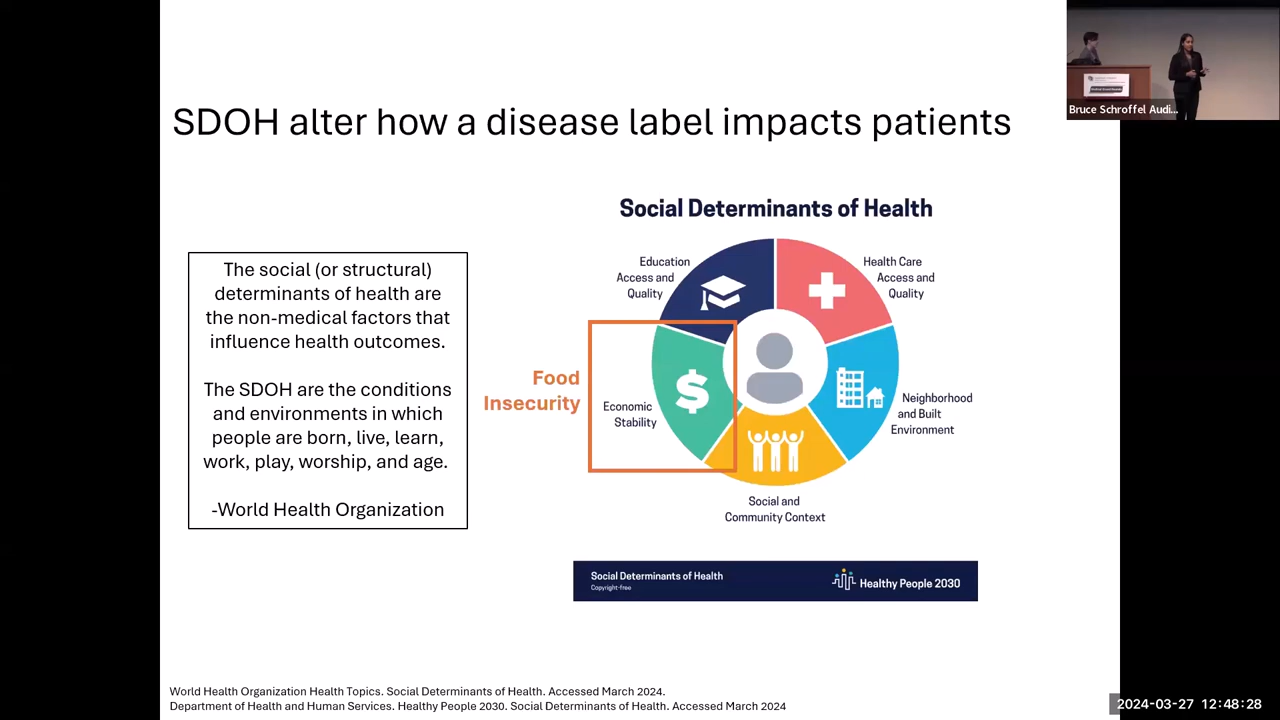 Bruce Schroffel Audi...
SDOH alter how a disease label impacts patients
The social (or structural)
determinants of health are
the non-medical factors that
influence health outcomes.
The SDOH are the conditions
and environments in which
people are born, live, learn,
work, play, worship, and age.
-World Health Organization
Social Determinants of Health
Education
Access and
Quality
Health Care
Access and
Quality
Food
Insecurity
Economic
Stability
$
Neighborhood
and Built
Environment
Social and
Community Context
Social Determinants of Health
Copyright-free
Healthy People 2030
World Health Organization Health Topics. Social Determinants of Health. Accessed March 2024.
Department of Health and Human Services. Healthy People 2030. Social Determinants of Health. Accessed March 2024
2024-03-27 12:48:28